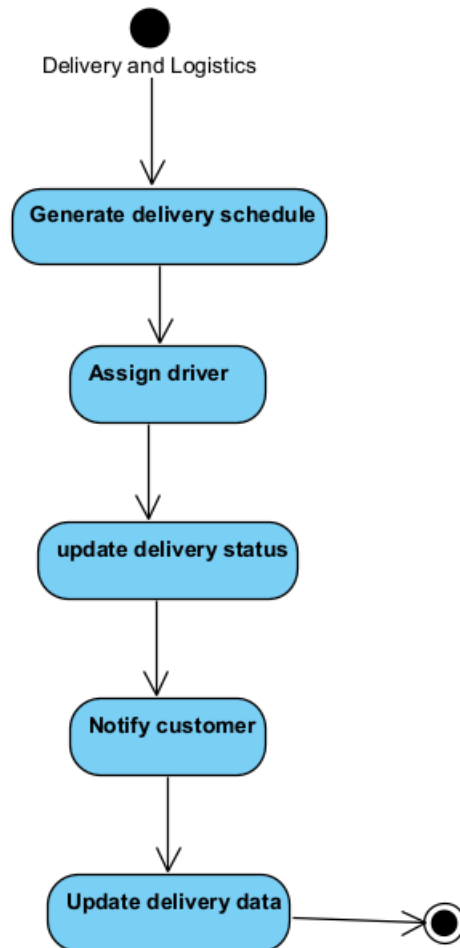 Delivery and Logistics
Generate delivery schedule
Assign driver
update delivery status
Notify customer
Update delivery data